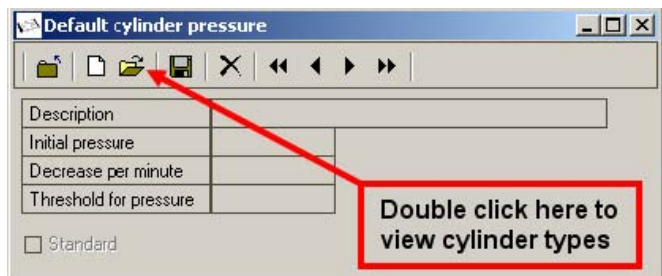 Default cylinder pressure
Description
Initial pressure
Decrease per minute
Threshold for pressure
Standard
Double click here to
view cylinder types